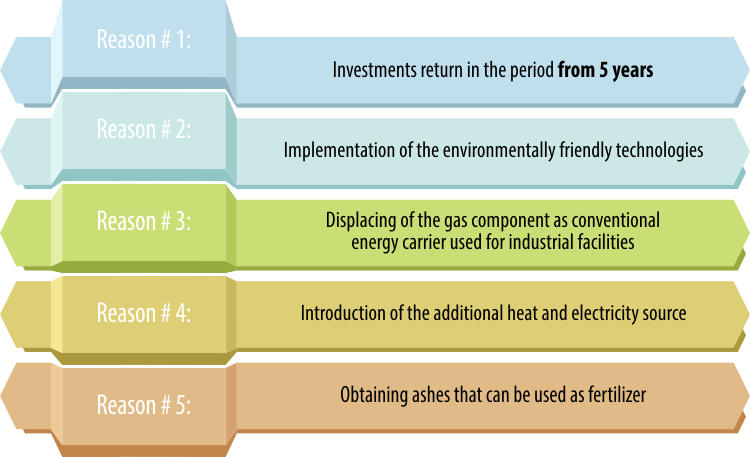 Reason # 1:
Investments return in the period from 5 years
Reason # 2:
Implementation of the environmentally friendly technologies
Reason # 3:
Displacing of the gas component as conventional
energy carrier used for industrial facilities
Reason # 4:
Introduction of the additional heat and electricity source
Reason # 5:
Obtaining ashes that can be used as fertilizer